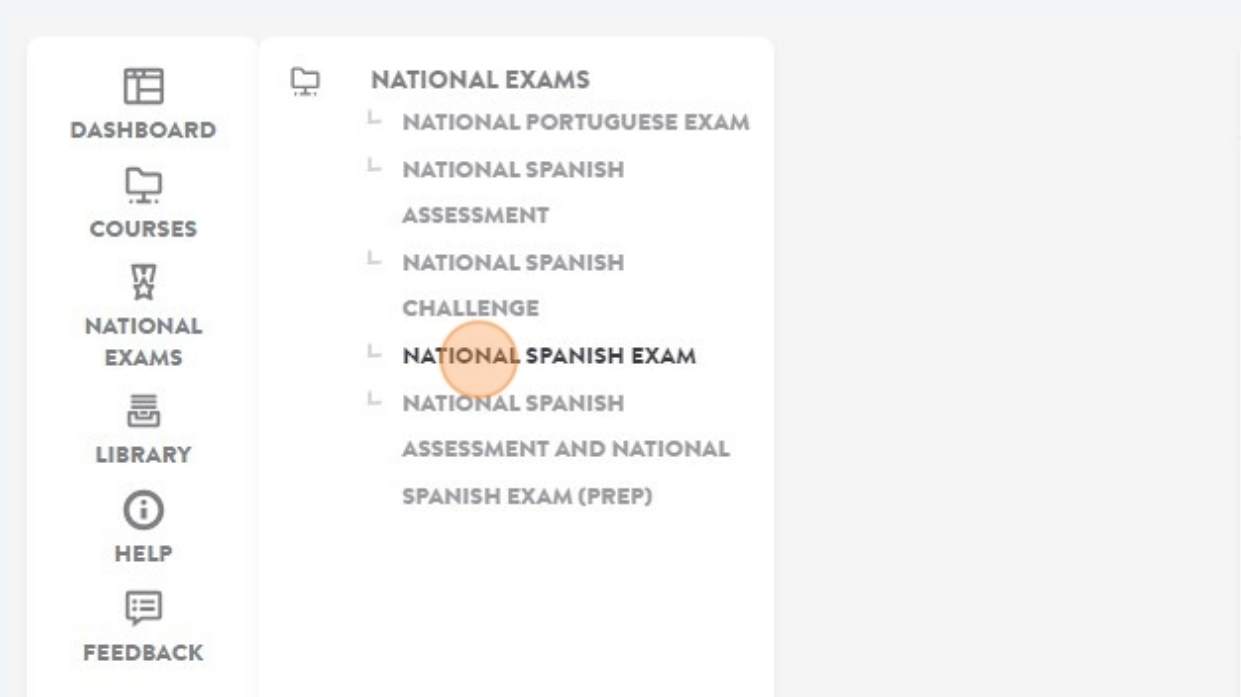 DASHBOARD
COURSES
NATIONAL
EXAMS
LIBRARY
HELP
FEEDBACK
NATIONAL EXAMS
NATIONAL PORTUGUESE EXAM
NATIONAL SPANISH
ASSESSMENT
NATIONAL SPANISH
CHALLENGE
NATIONAL SPANISH EXAM
NATIONAL SPANISH
ASSESSMENT AND NATIONAL
SPANISH EXAM (PREP)